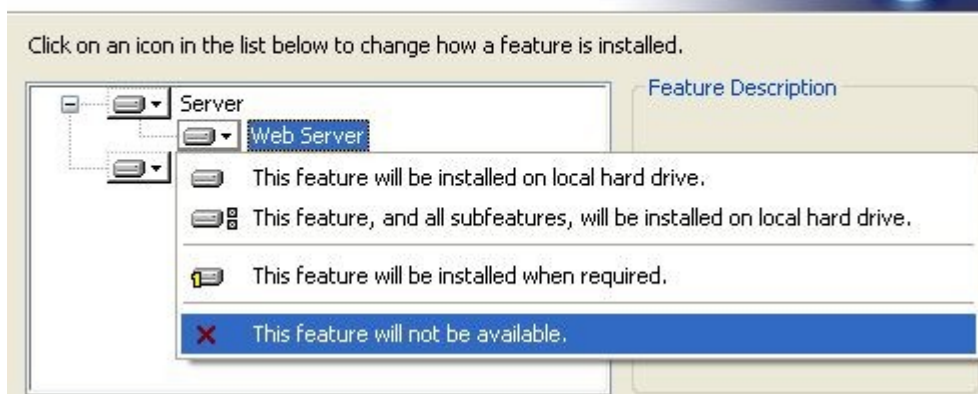 Click on an icon in the list below to change how a feature is installed.
Server
Feature Description
Web Server
This feature will be installed on local hard drive.
This feature, and all subfeatures, will be installed on local hard drive.
This feature will be installed when required.
This feature will not be available.